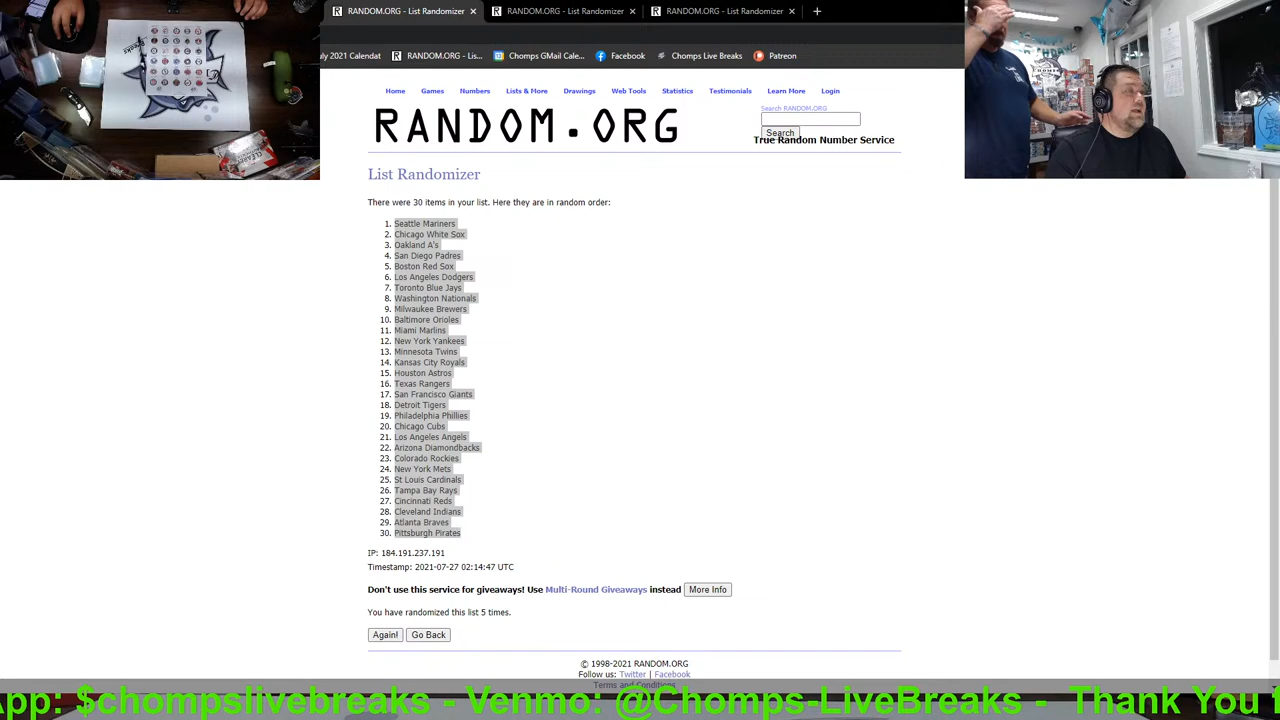 RANDOM.ORG - List Randomizer
RANDOM.ORG - List Randomizer
RANDOM.ORG - List Randomizer
July 2021 Calendat
RANDOM.ORG - Lis...
Chomps GMail Cale...
Facebook
Chomps Live Breaks
Patreon
Home Games Numbers Lists & More Drawings Web Tools Statistics Testimonials Learn More Login
Search RANDOM.ORG
RANDOM.ORG
Search
True Random Number Service
List Randomizer
There were 30 items in your list. Here they are in random order:
1. Seattle Mariners
2. Chicago White Sox
3. Oakland A's
4. San Diego Padres
5. Boston Red Sox
6. Los Angeles Dodgers
7. Toronto Blue Jays
8. Washington Nationals
9. Milwaukee Brewers
10. Baltimore Orioles
11. Miami Marlins
12. New York Yankees
13. Minnesota Twins
14. Kansas City Royals
15. Houston Astros
16. Texas Rangers
17. San Francisco Giants
18. Detroit Tigers
19. Philadelphia Phillies
20. Chicago Cubs
21. Los Angeles Angels
22. Arizona Diamondbacks
23. Colorado Rockies
24. New York Mets
25. St Louis Cardinals
26. Tampa Bay Rays
27. Cincinnati Reds
28. Cleveland Indians
29. Atlanta Braves
30. Pittsburgh Pirates
IP: 184.191.237.191
Timestamp: 2021-07-27 02:14:47 UTC
Don't use this service for giveaways! Use Multi-Round Giveaways instead More Info
You have randomized this list 5 times.
Again! Go Back
© 1998-2021 RANDOM.ORG
Follow us: Twitter | Facebook
Terms and Conditions
App: $chompslivebreaks - Venmo: @Chomps-LiveBreaks - Thank You